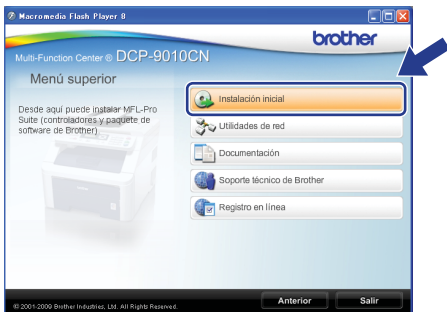 Macromedia Flash Player 8
brother
Multi-Function Center ® DCP-9010CN
Menú superior
Desde aquí puede instalar MFL-Pro
Suite (controladores y paquete de
software de Brother)
Instalación inicial
Utilidades de red
Documentación
Soporte técnico de Brother
Registro en línea
© 2001-2009 Brother Industries, Ltd. All Rights Reserved.
Anterior
Salir